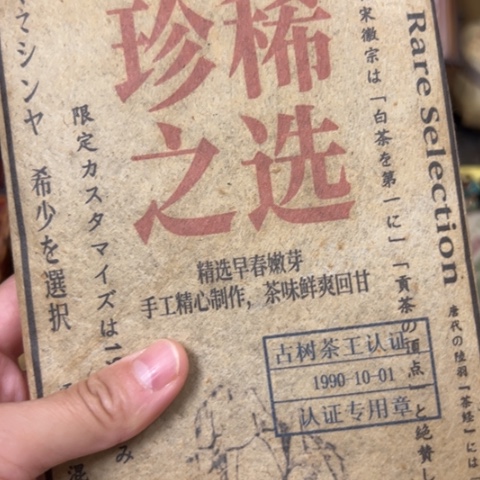 Rare Selection
珍稀
之选
精选早春嫩芽
手工精心制作，茶味鲜爽回甘
古树茶王认证
1990-10-01
认证专用章
宋徽宗は「白茶を第一に」「貢茶の頂点」と絶賛し
唐代の陸羽「茶経」には
限定カスタマイズは
ミシンヤ 希少を選択